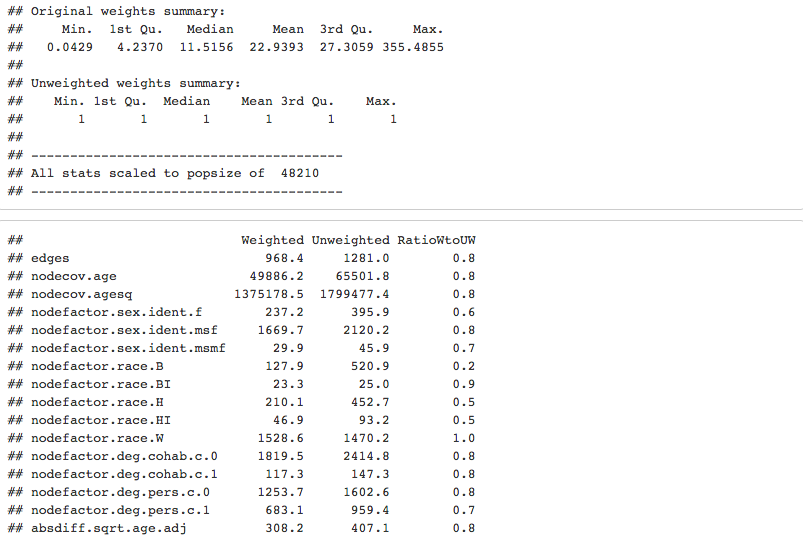 ## Original weights summary:
##     Min.  1st Qu.   Median     Mean  3rd Qu.     Max.
##   0.0429   4.2370  11.5156  22.9393  27.3059 355.4855
##
## Unweighted weights summary:
##    Min. 1st Qu.  Median    Mean 3rd Qu.    Max.
##       1       1       1       1       1       1
##
## ----------------------------------------
## All stats scaled to popsize of  48210
## ----------------------------------------
##                            Weighted Unweighted RatioWtoUW
## edges                         968.4     1281.0        0.8
## nodecov.age                 49886.2    65501.8        0.8
## nodecov.agesq             1375178.5  1799477.4        0.8
## nodefactor.sex.ident.f        237.2      395.9        0.6
## nodefactor.sex.ident.msf     1669.7     2120.2        0.8
## nodefactor.sex.ident.msmf      29.9       45.9        0.7
## nodefactor.race.B             127.9      520.9        0.2
## nodefactor.race.BI             23.3       25.0        0.9
## nodefactor.race.H             210.1      452.7        0.5
## nodefactor.race.HI             46.9       93.2        0.5
## nodefactor.race.W            1528.6     1470.2        1.0
## nodefactor.deg.cohab.c.0     1819.5     2414.8        0.8
## nodefactor.deg.cohab.c.1      117.3      147.3        0.8
## nodefactor.deg.pers.c.0      1253.7     1602.6        0.8
## nodefactor.deg.pers.c.1       683.1      959.4        0.7
## absdiff.sqrt.age.adj          308.2      407.1        0.8